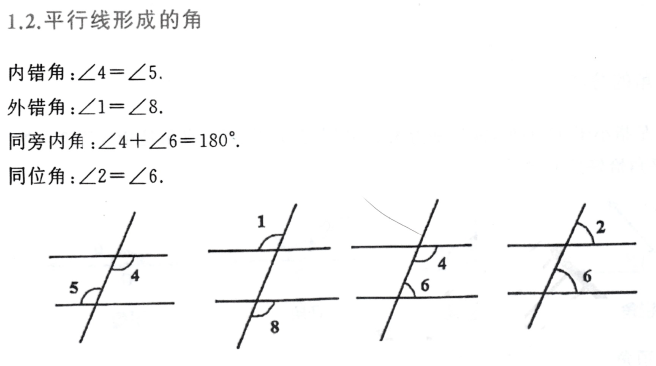 1.2.平行线形成的角
内错角:∠4=∠5.
外错角:∠1=∠8.
同旁内角:∠4+∠6=180°.
同位角:∠2=∠6.
5 4 1 8 4 6 2 6